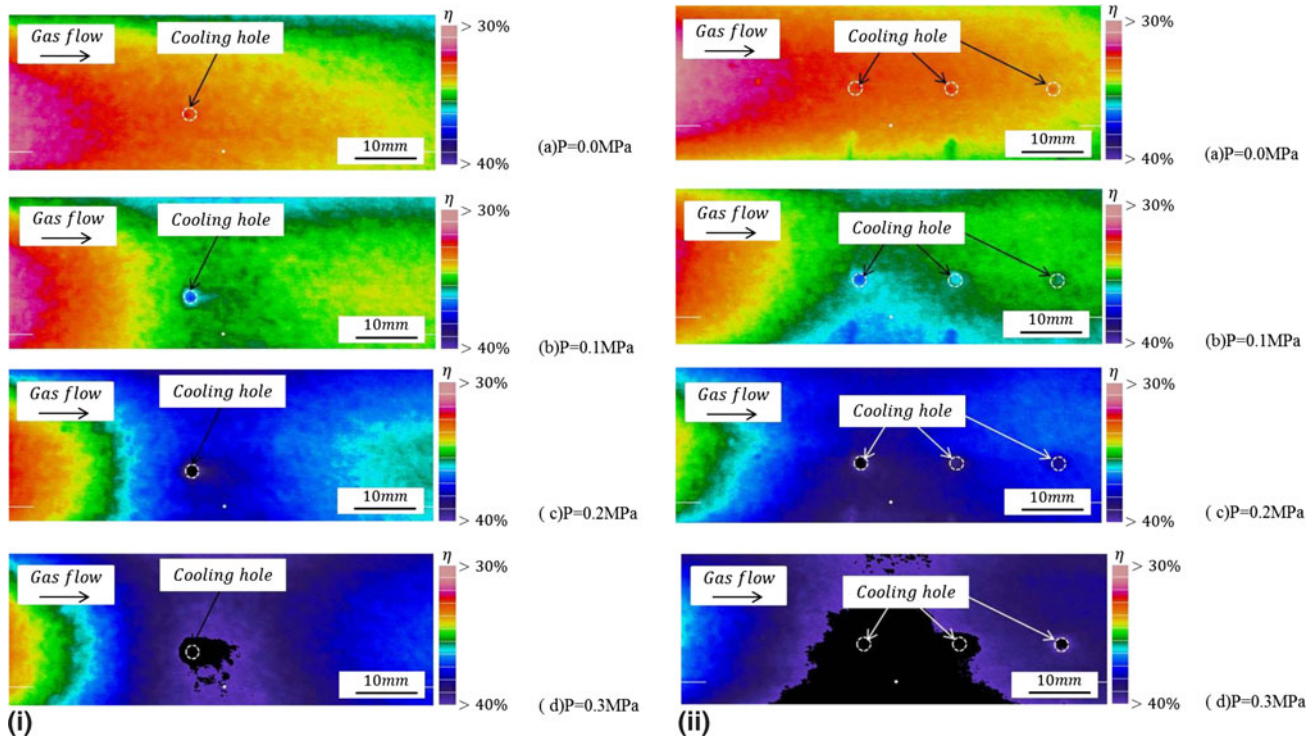 η
> 30%
Gas flow
Cooling hole
10mm
> 40%
(a)P=0.0MPa
η
> 30%
Gas flow
Cooling hole
10mm
> 40%
(b)P=0.1MPa
η
> 30%
Gas flow
Cooling hole
10mm
> 40%
( c)P=0.2MPa
η
> 30%
Gas flow
Cooling hole
10mm
> 40%
( d)P=0.3MPa
(i)
η
> 30%
Gas flow
Cooling hole
10mm
> 40%
(a)P=0.0MPa
η
> 30%
Gas flow
Cooling hole
10mm
> 40%
(b)P=0.1MPa
η
> 30%
Gas flow
Cooling hole
10mm
> 40%
( c)P=0.2MPa
η
> 30%
Gas flow
Cooling hole
10mm
> 40%
( d)P=0.3MPa
(ii)